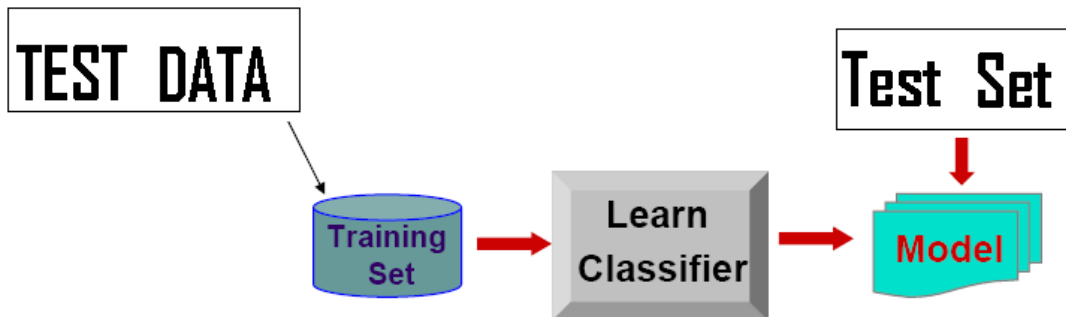 TEST DATA
Test Set
Training
Set
Learn
Classifier
Model